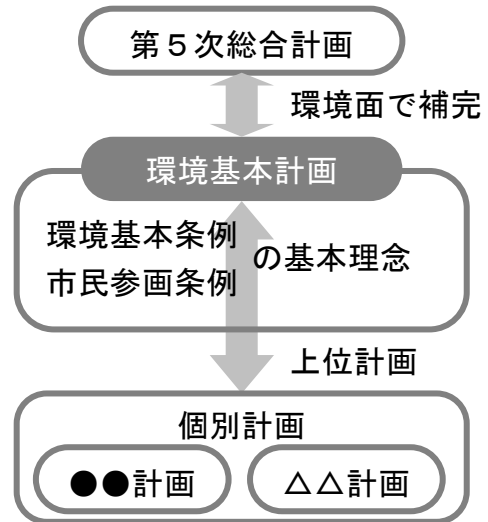 第５次総合計画
環境面で補完
環境基本計画
環境基本条例
市民参画条例
の基本理念
上位計画
個別計画
●●計画
△△計画